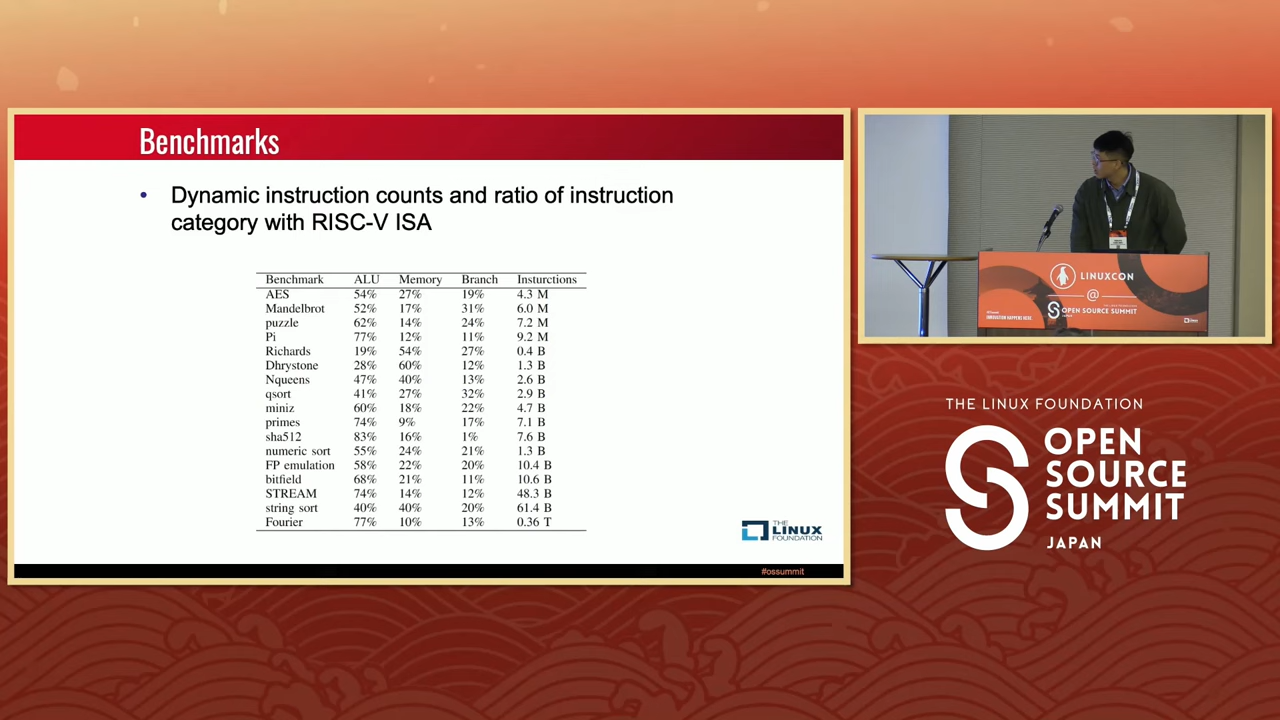 Benchmarks
• Dynamic instruction counts and ratio of instruction
category with RISC-V ISA
Benchmark ALU Memory Branch Insturctions
AES 54% 27% 19% 4.3 M
Mandelbrot 52% 17% 31% 6.0 M
puzzle 62% 14% 24% 7.2 M
Pi 77% 12% 11% 9.2 M
Richards 19% 54% 27% 0.4 B
Dhrystone 28% 60% 12% 1.3 B
Nqueens 47% 40% 13% 2.6 B
qsort 41% 27% 32% 2.9 B
miniz 60% 18% 22% 4.7 B
primes 74% 9% 17% 7.1 B
sha512 83% 16% 1% 7.6 B
numeric sort 55% 24% 21% 1.3 B
FP emulation 58% 22% 20% 10.4 B
bitfield 68% 21% 11% 10.6 B
STREAM 74% 14% 12% 48.3 B
string sort 40% 40% 20% 61.4 B
Fourier 77% 10% 13% 0.36 T
THE
LINUX
FOUNDATION
#ossummit
LINUXCON
@
OPEN SOURCE SUMMIT
THE LINUX FOUNDATION
OPEN
SOURCE
SUMMIT
JAPAN